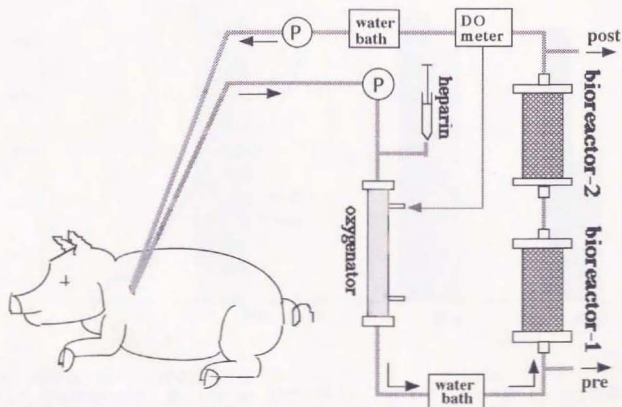 P
water
bath
DO
meter
post
P
heparin
bioreactor-2
oxygenator
bioreactor-1
water
bath
pre